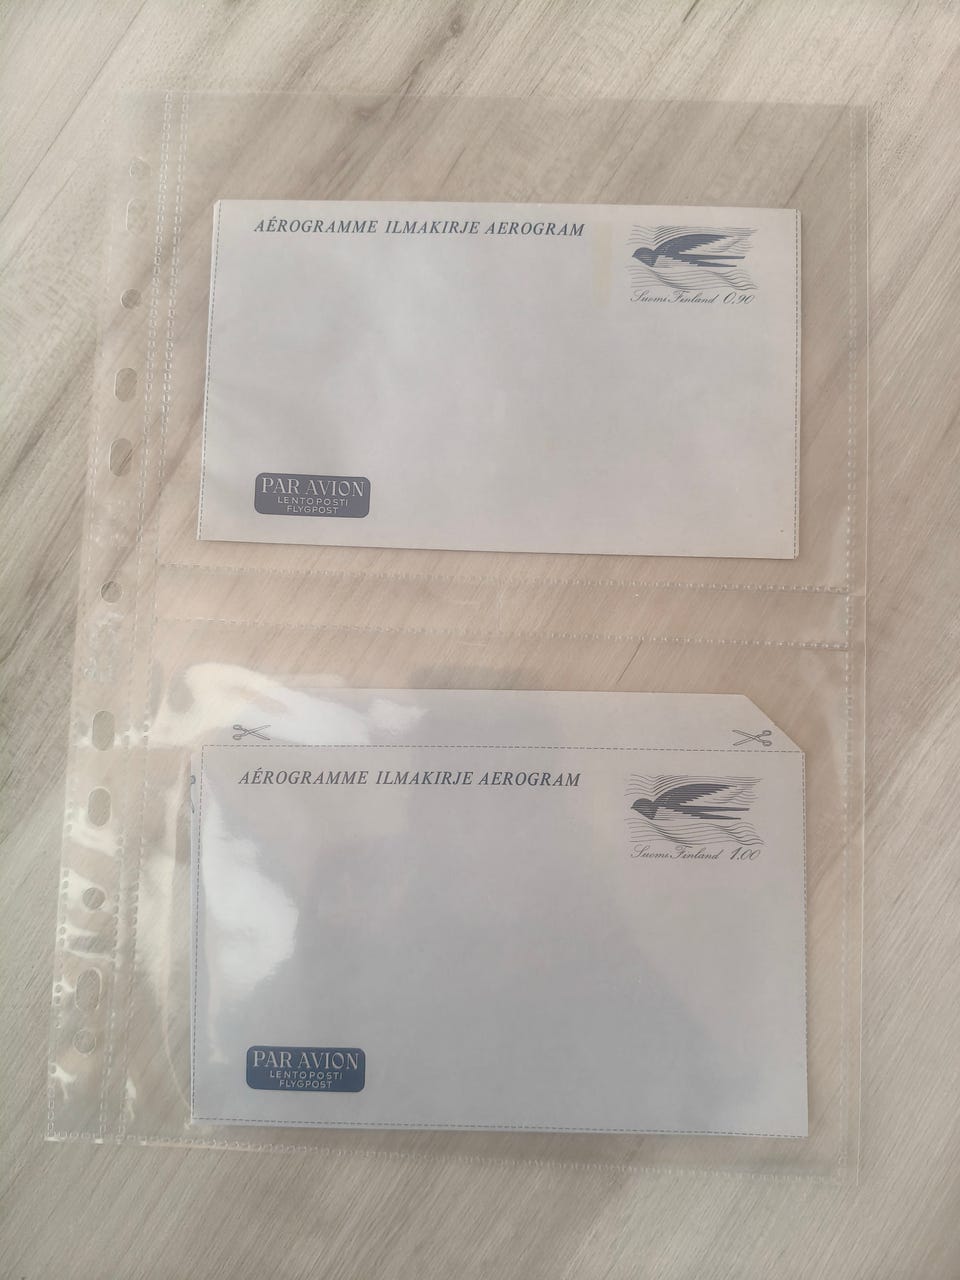 AÉROGRAMME ILMAKIRJE AEROGRAM
Suomi Finland 0,90
PAR AVION
LENTOPOSTI
FLYGPOST
AÉROGRAMME ILMAKIRJE AEROGRAM
Suomi Finland 1.00
PAR AVION
LENTOPOSTI
FLYGPOST